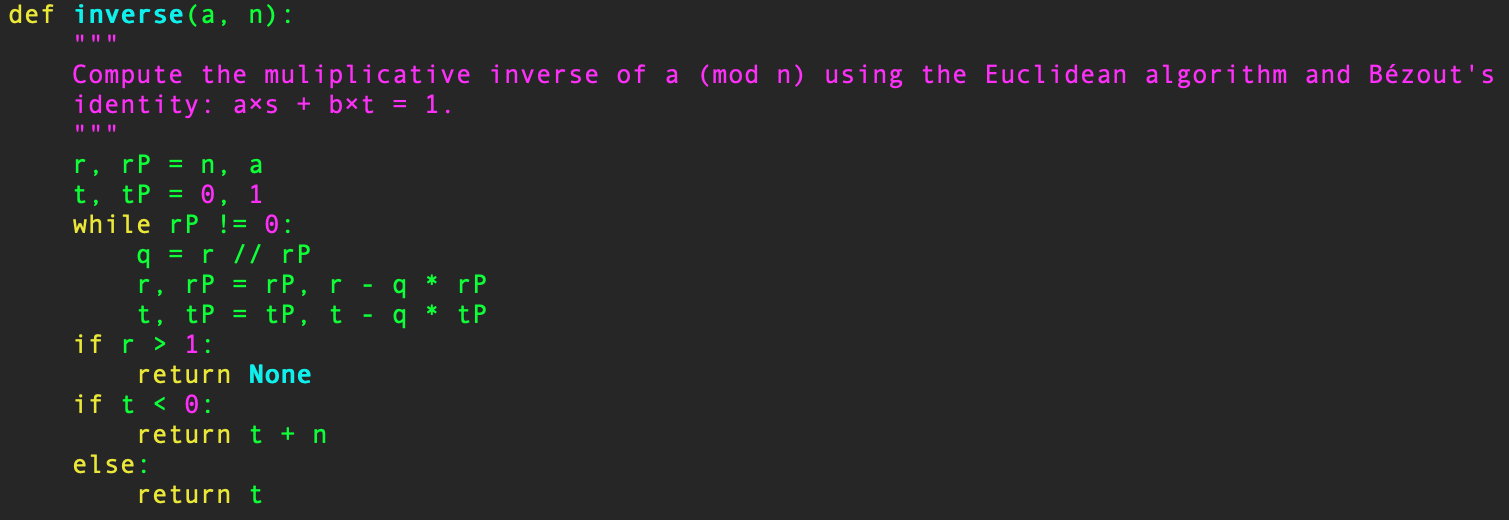 def inverse(a, n):
    """
    Compute the muliplicative inverse of a (mod n) using the Euclidean algorithm and Bézout's
    identity: a×s + b×t = 1.
    """
    r, rP = n, a
    t, tP = 0, 1
    while rP != 0:
        q = r // rP
        r, rP = rP, r - q * rP
        t, tP = tP, t - q * tP
    if r > 1:
        return None
    if t < 0:
        return t + n
    else:
        return t